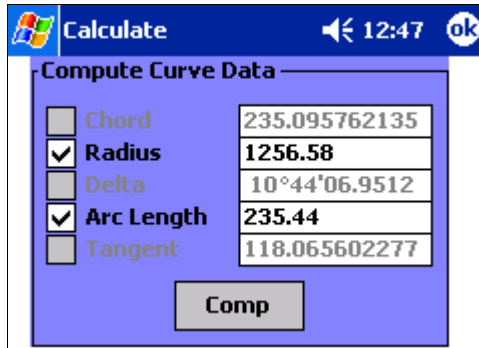 Calculate 12:47 ok
Compute Curve Data
Chord 235.095762135
Radius 1256.58
Delta 10°44'06.9512
Arc Length 235.44
Tangent 118.065602277
Comp